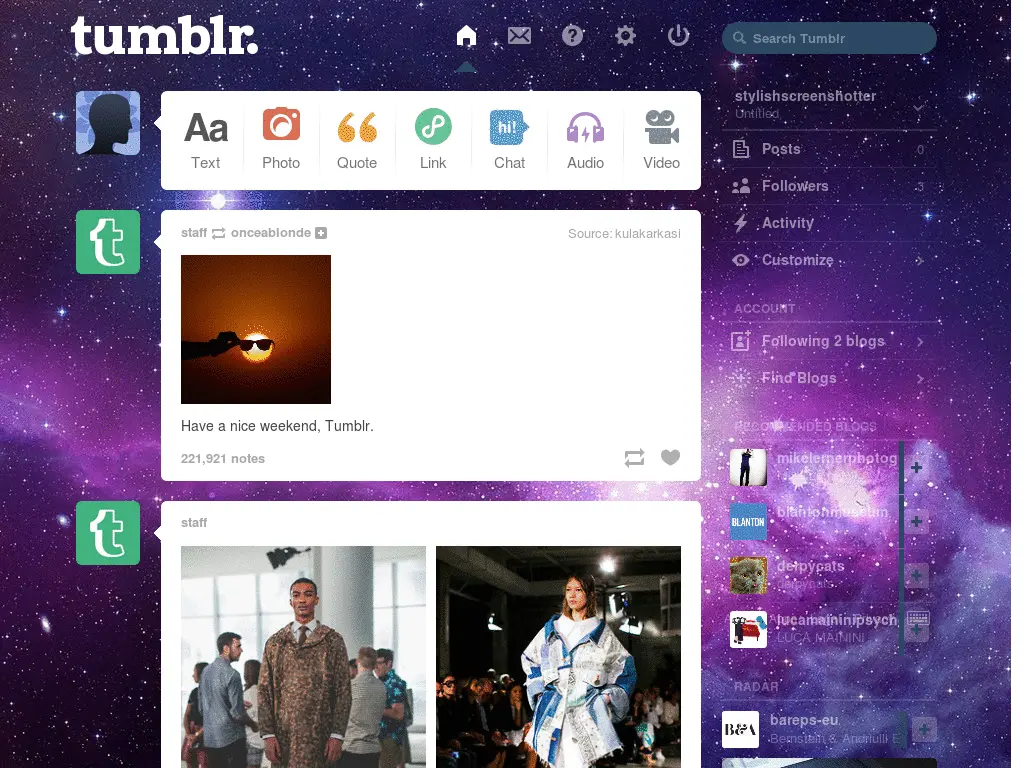 tumblr.
Search Tumblr
Aa
hi!
Text
Photo
Quote
Link
Chat
Audio
Video
staff onceabionde
Source: kulakarkasi
Have a nice weekend, Tumblr.
221,921 notes
staff
stylishscreenshotter
Untitled
Posts 0
Followers 3
Activity
Customize
ACCOUNT
Following 2 blogs
Find Blogs
RECOMMENDED BLOGS
mikelernerphotog
BLANTON
blantonmuseum
derpycats
derpycats
lucamaininipsych
LUCA MAININI
RADAR
B&A
bareps-eu
Bernstein & Andriulli E